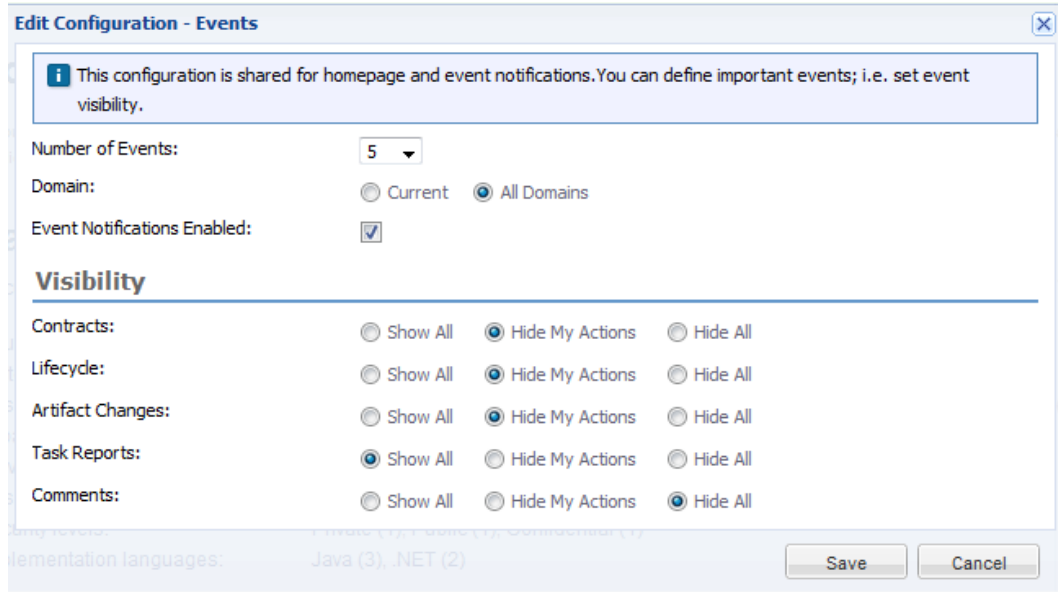 Edit Configuration - Events
i This configuration is shared for homepage and event notifications.You can define important events; i.e. set event
visibility.
Number of Events: 5
Domain: Current All Domains
Event Notifications Enabled:
Visibility
Contracts: Show All Hide My Actions Hide All
Lifecycle: Show All Hide My Actions Hide All
Artifact Changes: Show All Hide My Actions Hide All
Task Reports: Show All Hide My Actions Hide All
Comments: Show All Hide My Actions Hide All
plementation languages: Java (3), .NET (2)
Save Cancel